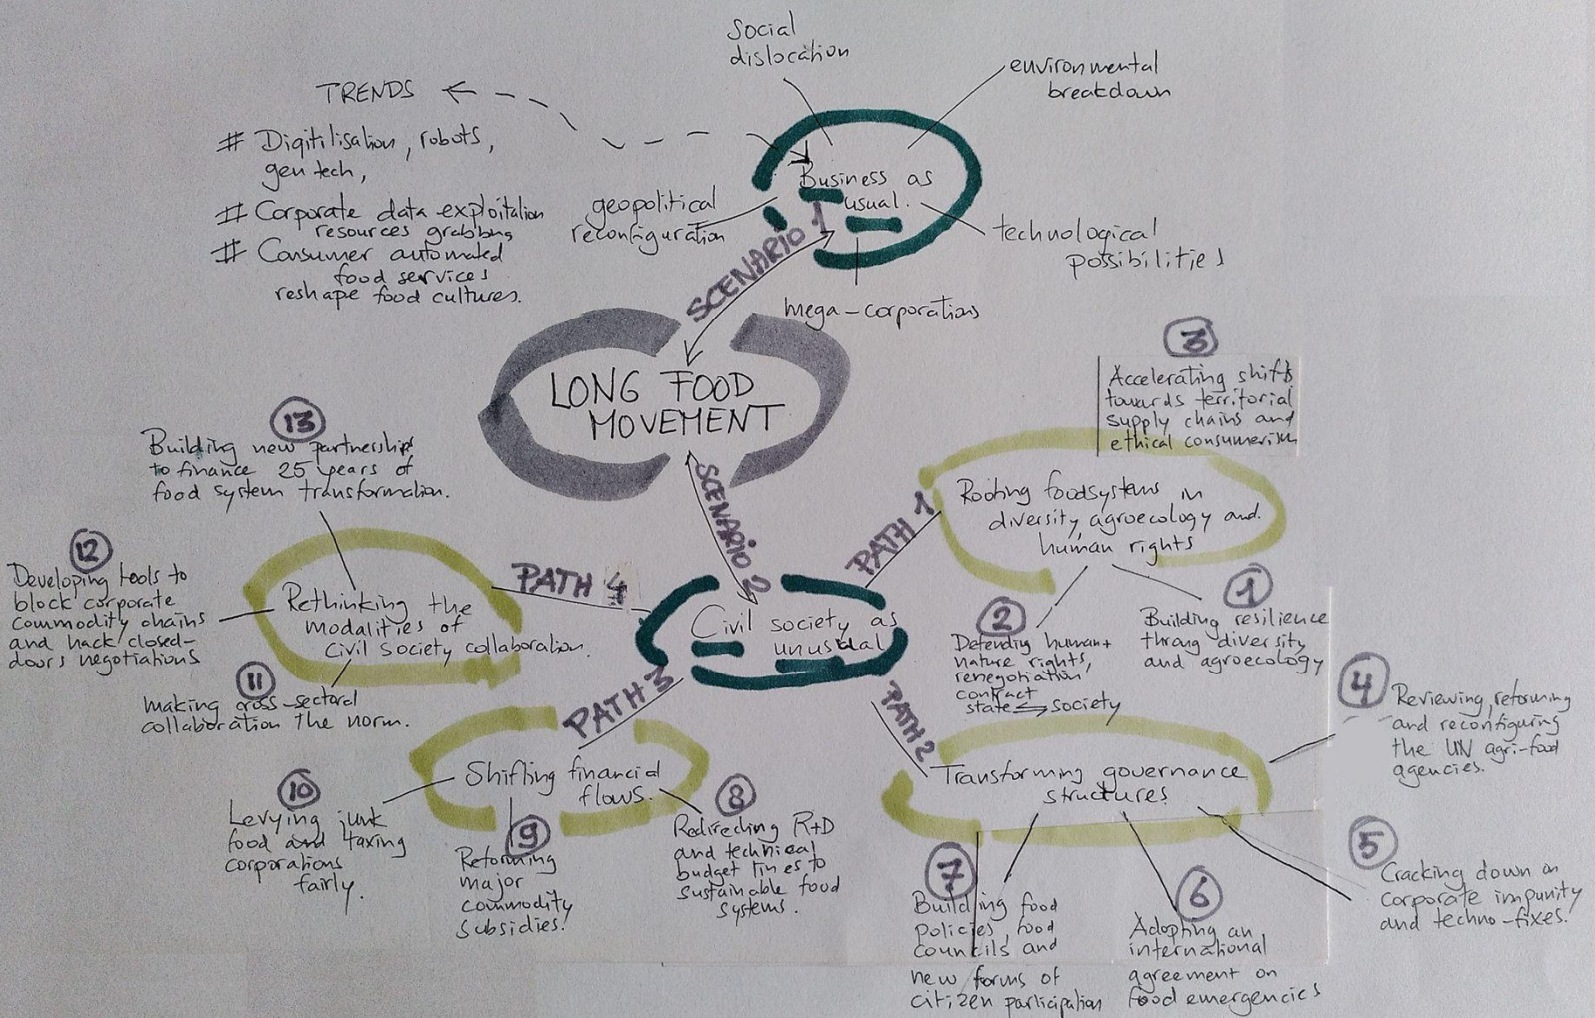 Social
dislocation
environmental
breakdown
TRENDS
# Digitilisation, robots,
gen tech,
# Corporate data exploitation
resources grabbing
# Consumer automated
food services
reshape food cultures.
Business as
usual.
geopolitical
reconfiguration
technological
possibilities
mega-corporations
SCENARIO 1
LONG FOOD
MOVEMENT
SCENARIO 2
Civil society as
unusual
PATH 1
Rooting foodsystems in
diversity, agroecology and
human rights
1
Building resilience
throug diversity
and agroecology
2
Defending human+
nature rights,
renegotiation
contract
state ⇆ society
3
Accelerating shift
towards territorial
supply chains and
ethical consumerism
PATH 2
Transforming governance
structures
4
Reviewing, reforming
and reconfiguring
the UN agri-food
agencies.
5
Cracking down on
corporate impunity
and techno-fixes!
6
Adopting an
international
agreement on
food emergencies
7
Building food
policies, food
councils and
new forms of
citizen participation
PATH 3
Shifting financial
flows.
8
Redirecting R+D
and technical
budget lines to
sustainable food
systems.
9
Reforming
major
commodity
subsidies!
10
Levying junk
food and taxing
corporations
fairly.
PATH 4
Rethinking the
modalities of
Civil society collaboration.
11
making cross-sectoral
collaboration the norm.
12
Developing tools to
block corporate
commodity chains
and hack closed-
doors negotiations
13
Building new partnership
to finance 25 years of
food system transformation.